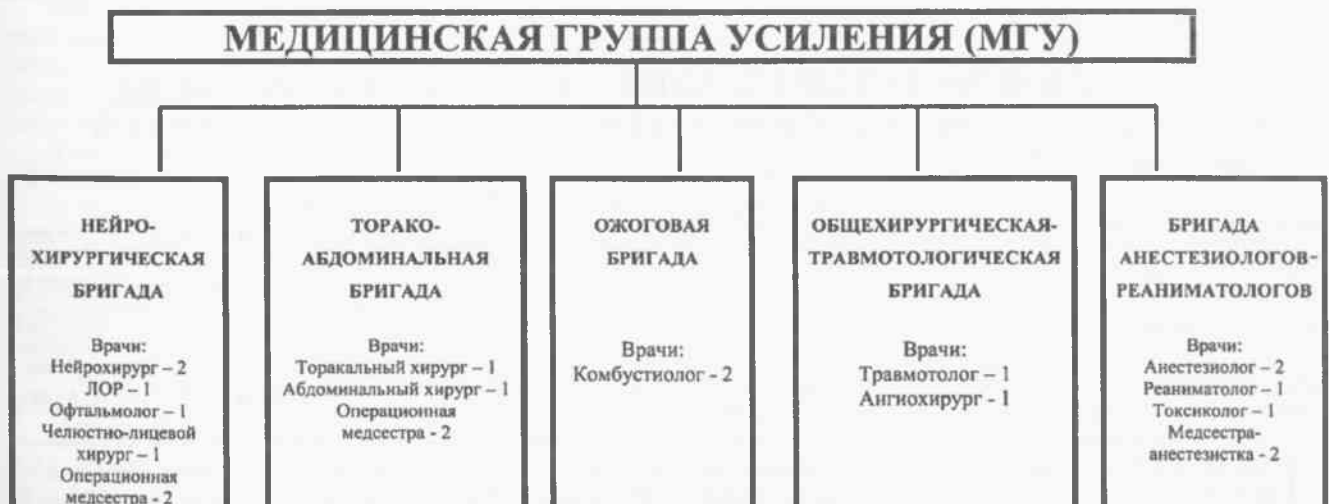 МЕДИЦИНСКАЯ ГРУППА УСИЛЕНИЯ (МГУ)
НЕЙРО-
ХИРУРГИЧЕСКАЯ
БРИГАДА
Врачи:
Нейрохирург – 2
ЛОР – 1
Офтальмолог – 1
Челюстно-лицевой
хирург – 1
Операционная
медсестра - 2
ТОРАКО-
АБДОМИНАЛЬНАЯ
БРИГАДА
Врачи:
Торакальный хирург – 1
Абдоминальный хирург – 1
Операционная
медсестра - 2
ОЖОГОВАЯ
БРИГАДА
Врачи:
Комбустиолог - 2
ОБЩЕХИРУРГИЧЕСКАЯ-
ТРАВМОТОЛОГИЧЕСКАЯ
БРИГАДА
Врачи:
Травмотолог – 1
Ангиохирург - 1
БРИГАДА
АНЕСТЕЗИОЛОГОВ-
РЕАНИМАТОЛОГОВ
Врачи:
Анестезиолог – 2
Реаниматолог – 1
Токсиколог – 1
Медсестра-
анестезистка - 2